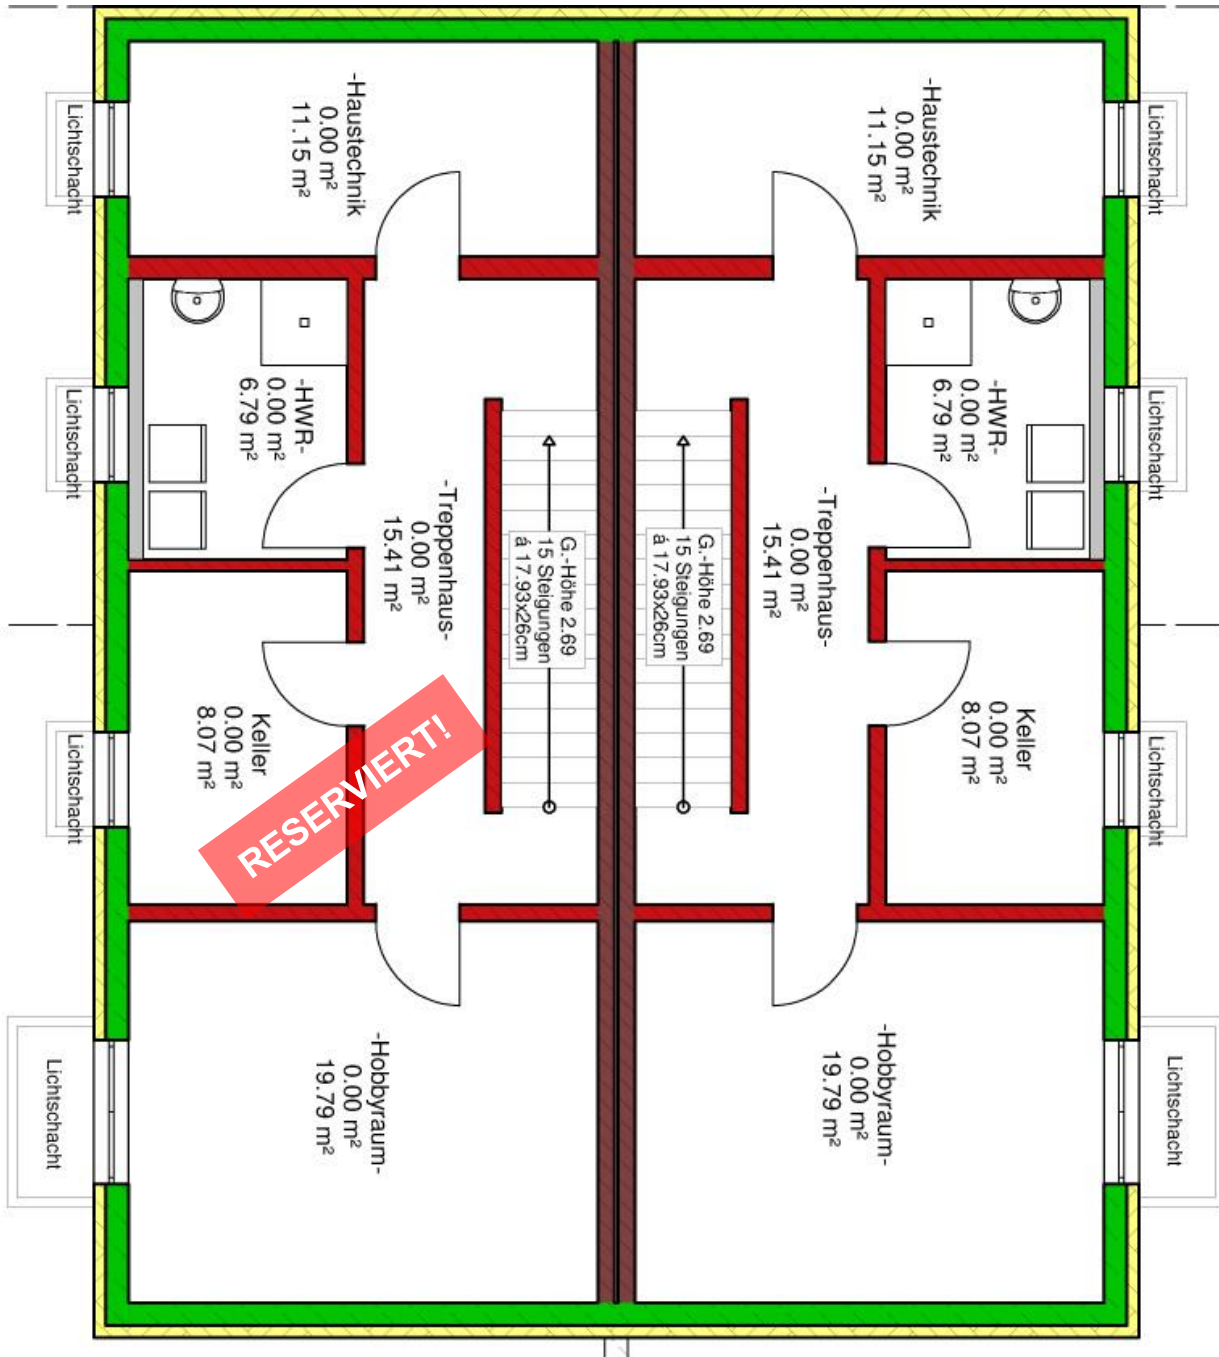 -Haustechnik
0.00 m²
11.15 m²
-Haustechnik
0.00 m²
11.15 m²
Lichtschacht
Lichtschacht
-HWR-
0.00 m²
6.79 m²
-HWR-
0.00 m²
6.79 m²
Lichtschacht
Lichtschacht
-Treppenhaus-
0.00 m²
15.41 m²
G.-Höhe 2.69
15 Steigungen
á 17.93x26cm
G.-Höhe 2.69
15 Steigungen
á 17.93x26cm
-Treppenhaus-
0.00 m²
15.41 m²
Keller
0.00 m²
8.07 m²
Keller
0.00 m²
8.07 m²
Lichtschacht
Lichtschacht
RESERVIERT!
-Hobbyraum-
0.00 m²
19.79 m²
-Hobbyraum-
0.00 m²
19.79 m²
Lichtschacht
Lichtschacht